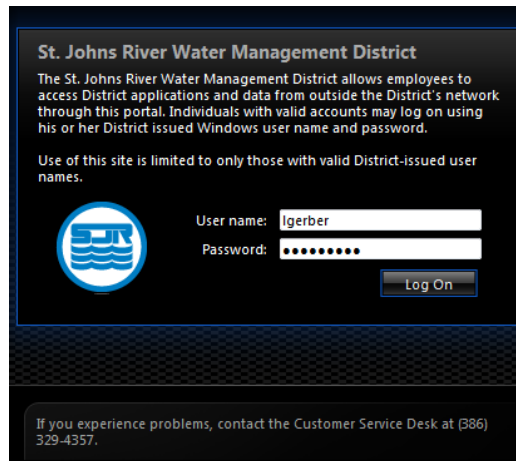 St. Johns River Water Management District
The St. Johns River Water Management District allows employees to
access District applications and data from outside the District's network
through this portal. Individuals with valid accounts may log on using
his or her District issued Windows user name and password.
Use of this site is limited to only those with valid District-issued user
names.
SJR
User name: lgerber
Password: •••••••••
Log On
If you experience problems, contact the Customer Service Desk at (386)
329-4357.